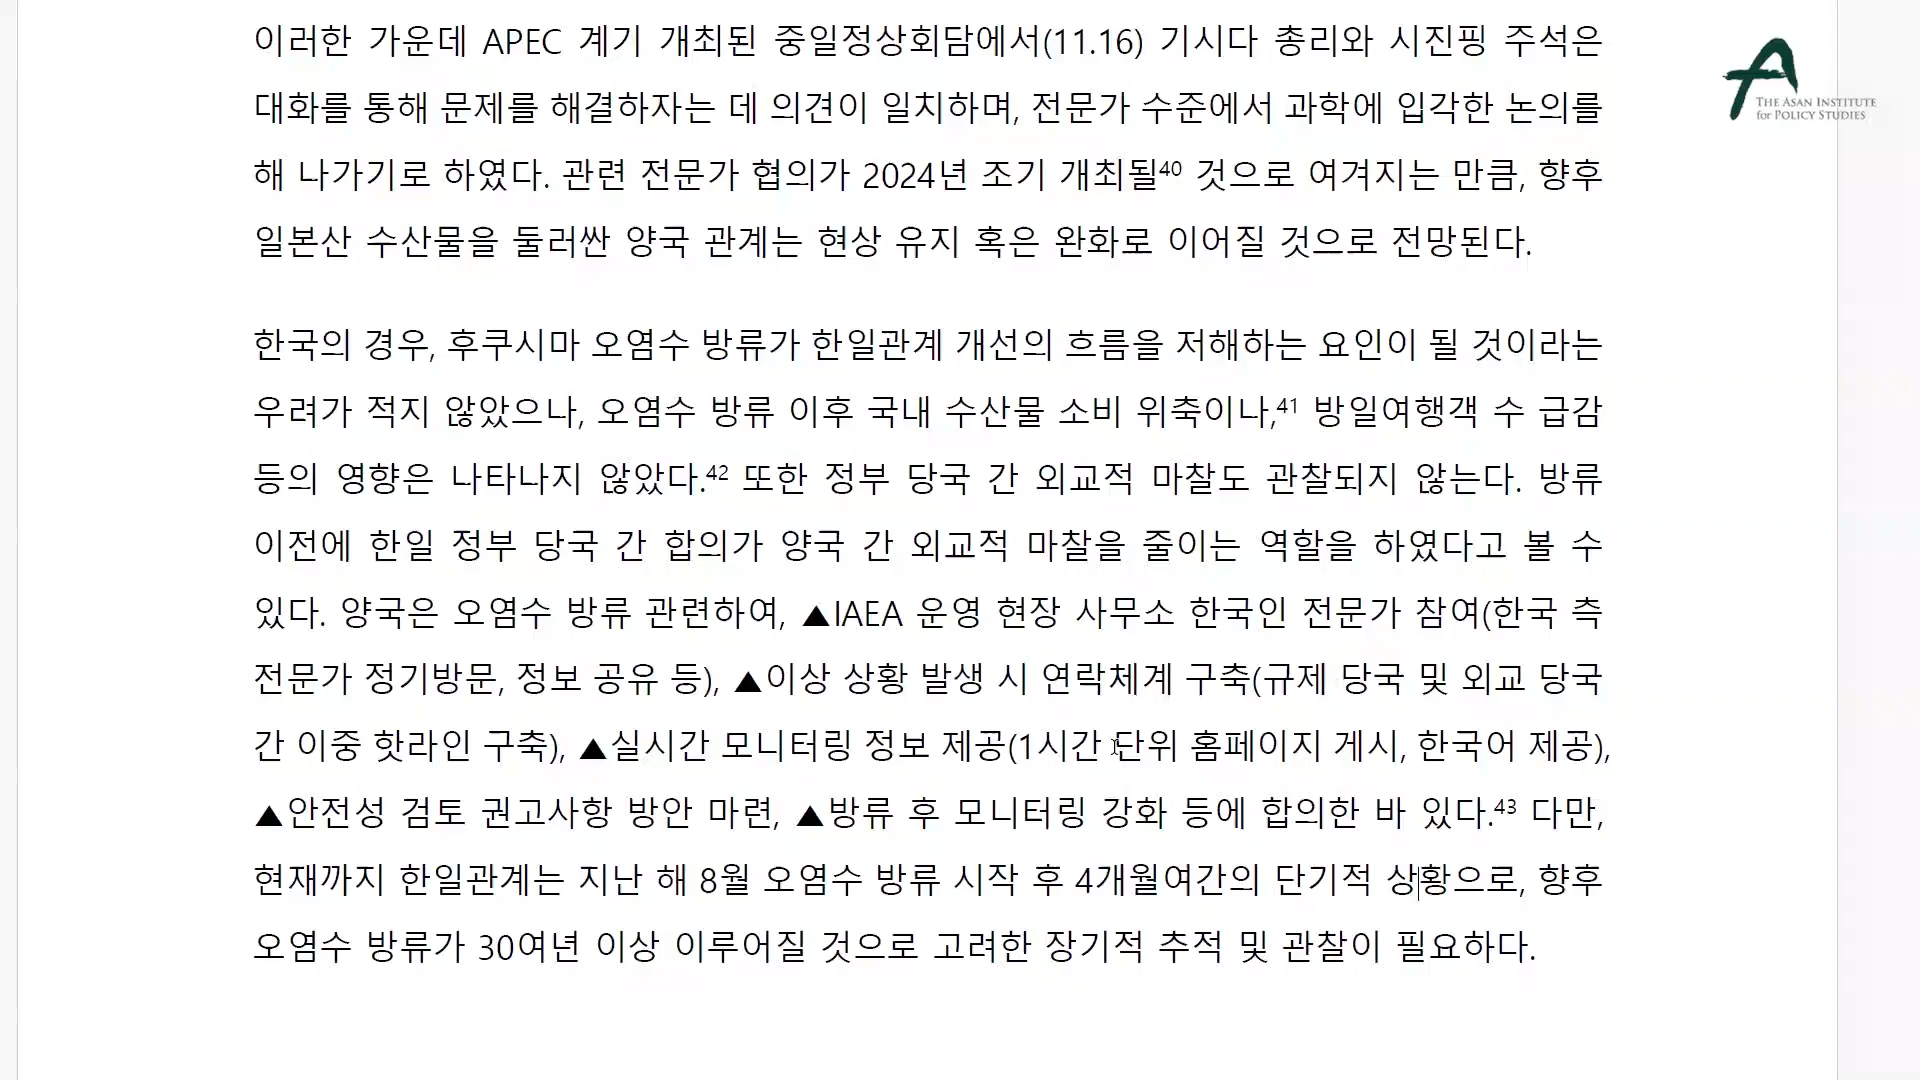 이러한 가운데 APEC 계기 개최된 중일정상회담에서(11.16) 기시다 총리와 시진핑 주석은
대화를 통해 문제를 해결하자는 데 의견이 일치하며, 전문가 수준에서 과학에 입각한 논의를
해 나가기로 하였다. 관련 전문가 협의가 2024년 조기 개최될⁴⁰ 것으로 여겨지는 만큼, 향후
일본산 수산물을 둘러싼 양국 관계는 현상 유지 혹은 완화로 이어질 것으로 전망된다.
한국의 경우, 후쿠시마 오염수 방류가 한일관계 개선의 흐름을 저해하는 요인이 될 것이라는
우려가 적지 않았으나, 오염수 방류 이후 국내 수산물 소비 위축이나,⁴¹ 방일여행객 수 급감
등의 영향은 나타나지 않았다.⁴² 또한 정부 당국 간 외교적 마찰도 관찰되지 않는다. 방류
이전에 한일 정부 당국 간 합의가 양국 간 외교적 마찰을 줄이는 역할을 하였다고 볼 수
있다. 양국은 오염수 방류 관련하여, ▲IAEA 운영 현장 사무소 한국인 전문가 참여(한국 측
전문가 정기방문, 정보 공유 등), ▲이상 상황 발생 시 연락체계 구축(규제 당국 및 외교 당국
간 이중 핫라인 구축), ▲실시간 모니터링 정보 제공(1시간 단위 홈페이지 게시, 한국어 제공),
▲안전성 검토 권고사항 방안 마련, ▲방류 후 모니터링 강화 등에 합의한 바 있다.⁴³ 다만,
현재까지 한일관계는 지난 해 8월 오염수 방류 시작 후 4개월여간의 단기적 상황으로, 향후
오염수 방류가 30여년 이상 이루어질 것으로 고려한 장기적 추적 및 관찰이 필요하다.
THE ASAN INSTITUTE
for POLICY STUDIES